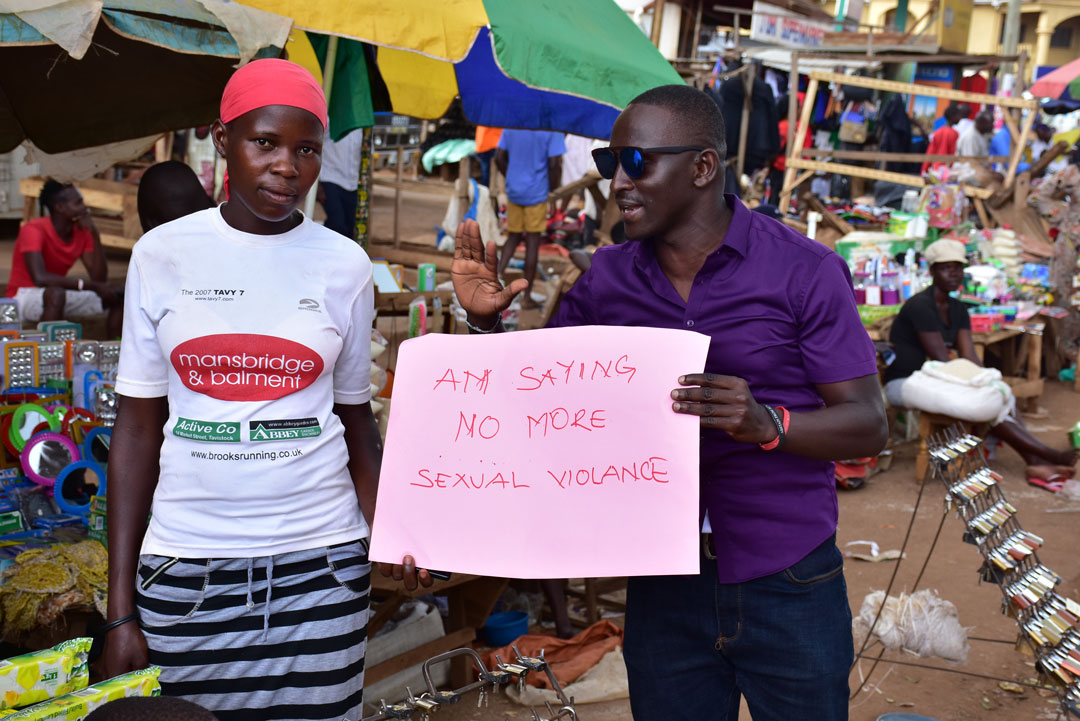 The 2007 TAVY 7
www.tavy7.com
mansbridge
& balment
Active Co
ABBEY
www.brooksrunning.co.uk
AM SAYING
NO MORE
SEXUAL VIOLANCE